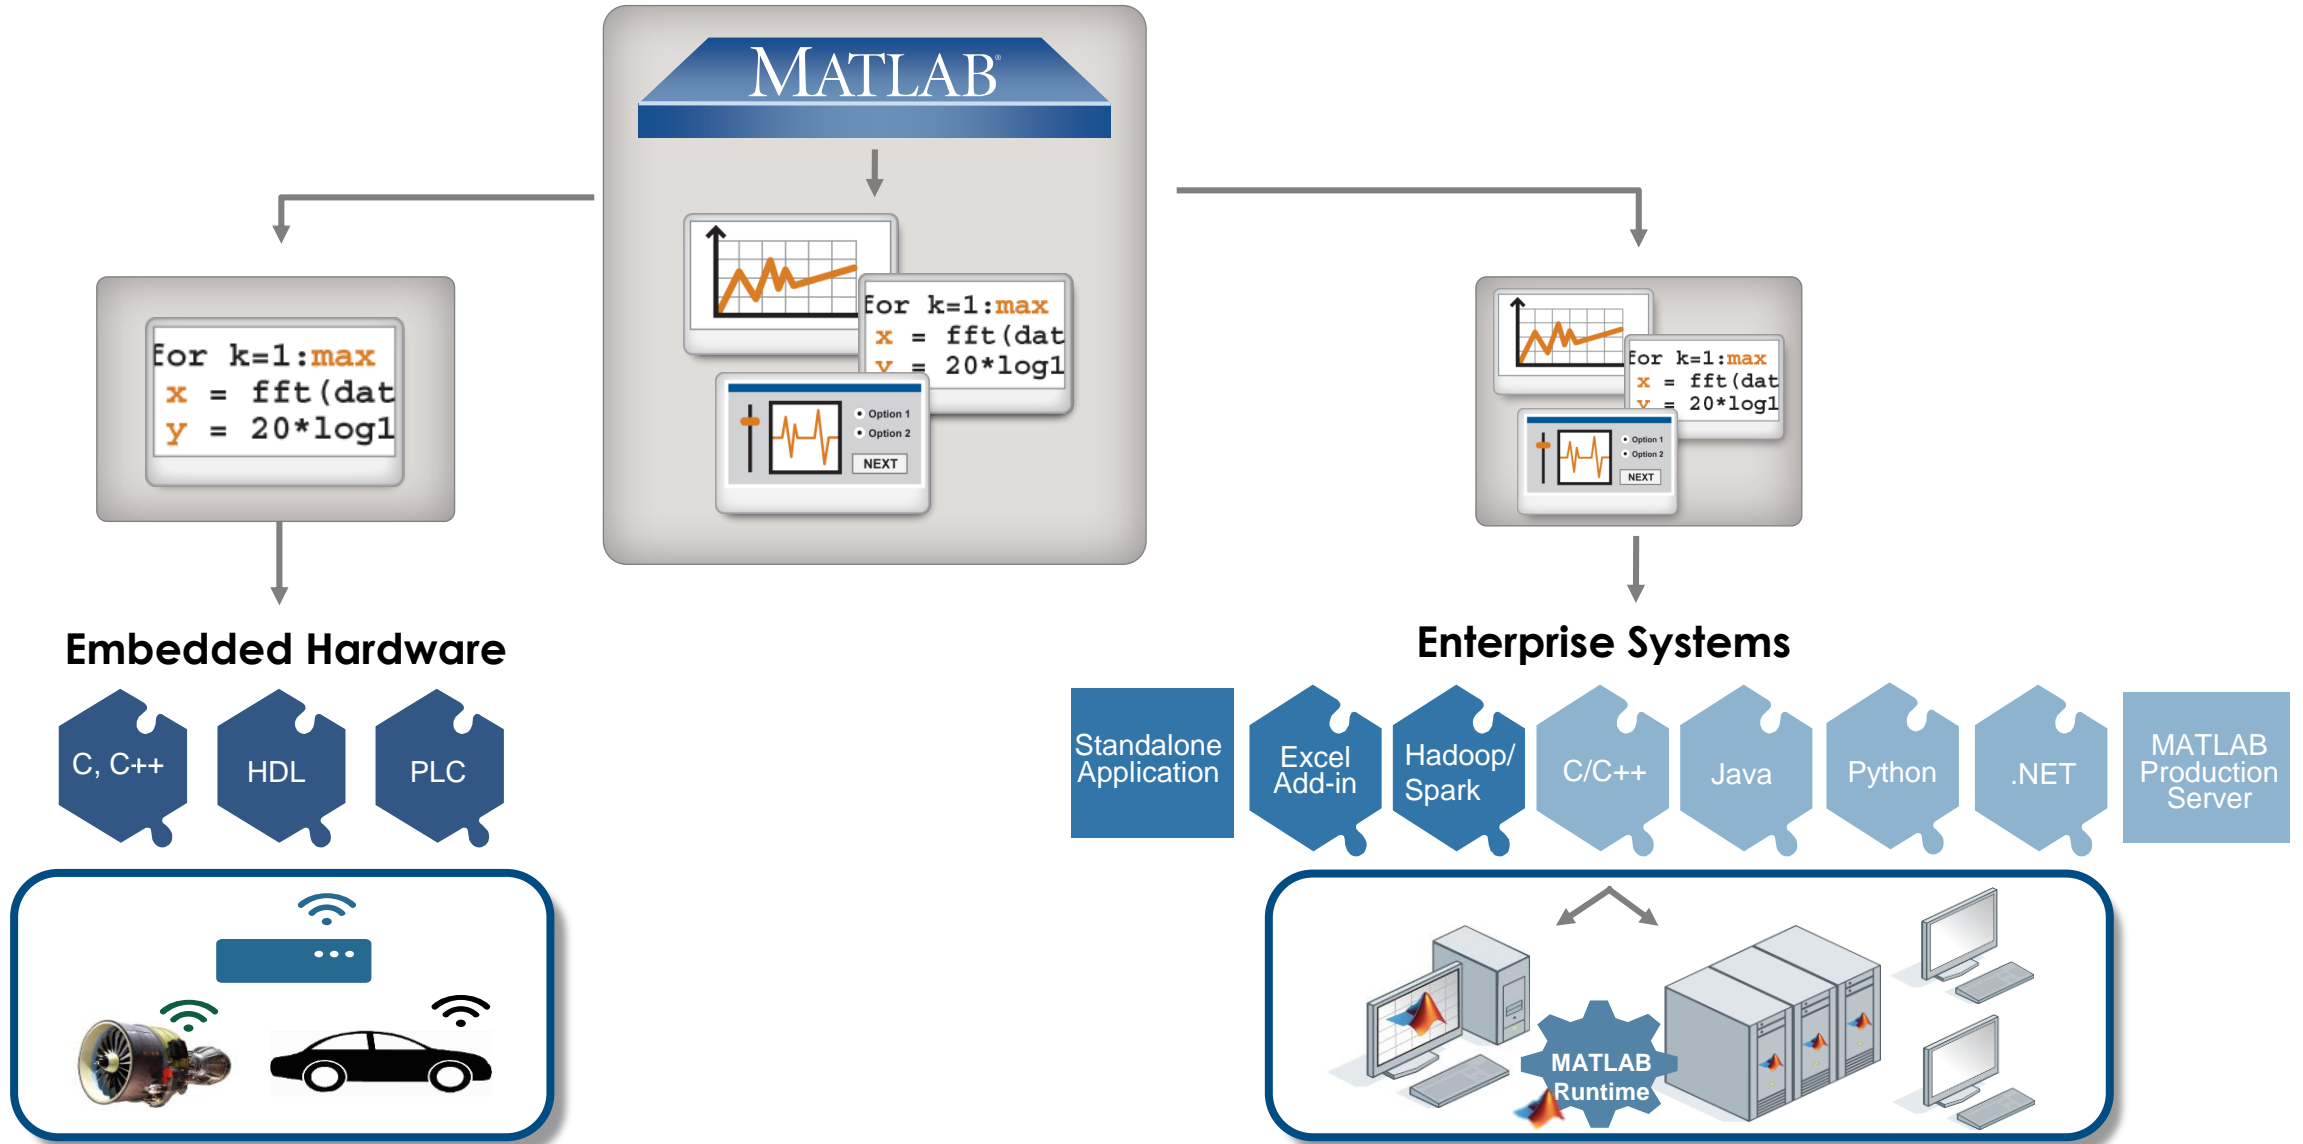 MATLAB®
for k=1:max
x = fft(dat
y = 20*log1
for k=1:max
x = fft(dat
y = 20*log1
Option 1
Option 2
NEXT
for k=1:max
x = fft(dat
y = 20*log1
Option 1
Option 2
NEXT
Embedded Hardware
C, C++
HDL
PLC
Enterprise Systems
Standalone
Application
Excel
Add-in
Hadoop/
Spark
C/C++
Java
Python
.NET
MATLAB
Production
Server
MATLAB
Runtime